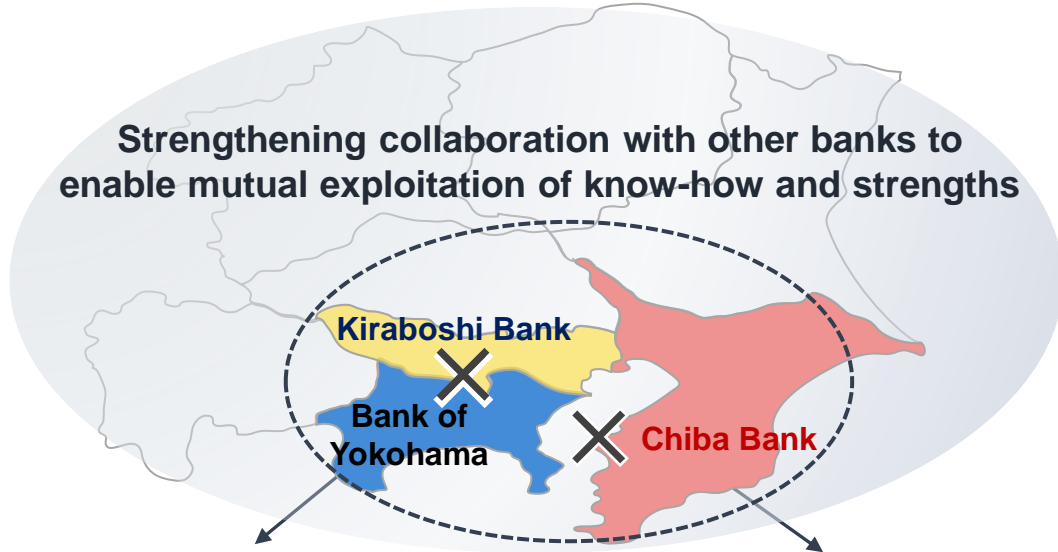 Strengthening collaboration with other banks to
enable mutual exploitation of know-how and strengths
Kiraboshi Bank
Bank of
Yokohama
Chiba Bank